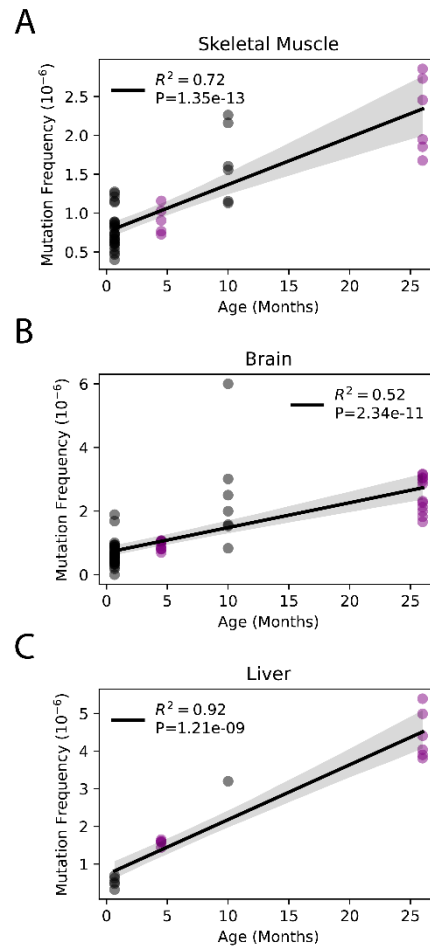 A
Skeletal Muscle
R² = 0.72
P=1.35e-13
Mutation Frequency (10⁻⁶)
2.5
2.0
1.5
1.0
0.5
0 5 10 15 20 25
Age (Months)
B
Brain
R² = 0.52
P=2.34e-11
Mutation Frequency (10⁻⁶)
6
4
2
0
0 5 10 15 20 25
Age (Months)
C
Liver
R² = 0.92
P=1.21e-09
Mutation Frequency (10⁻⁶)
5
4
3
2
1
0 5 10 15 20 25
Age (Months)